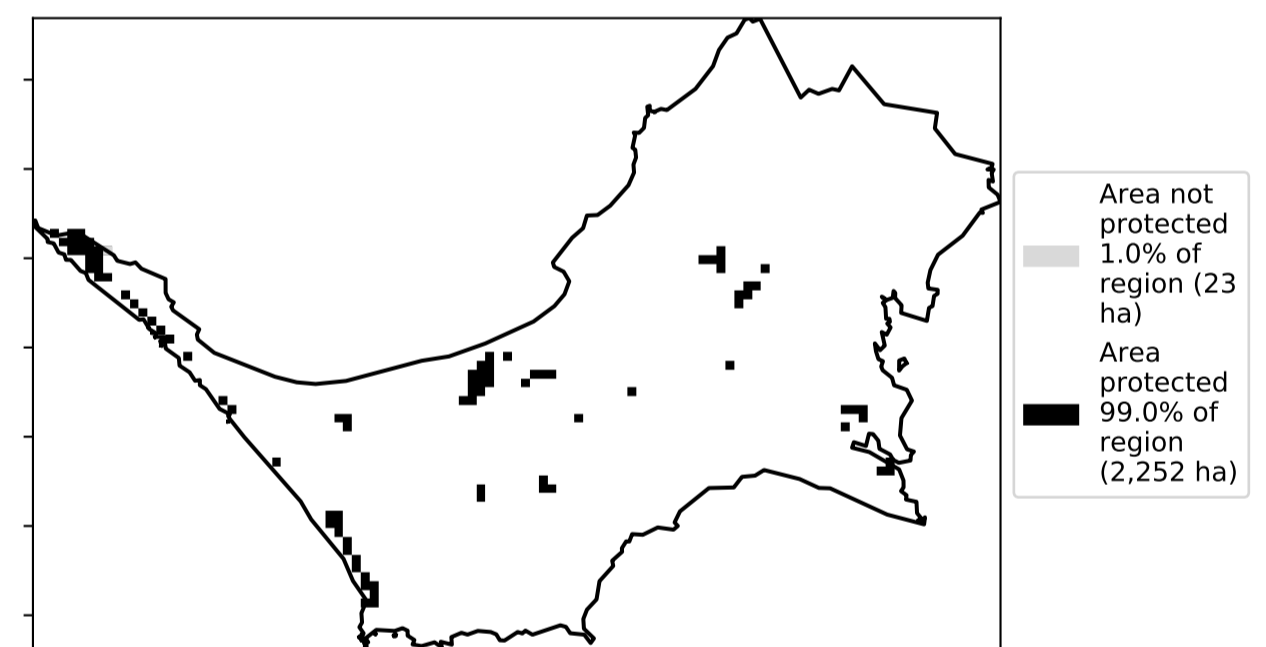 Area not
protected
1.0% of
region (23
ha)
Area
protected
99.0% of
region
(2,252 ha)